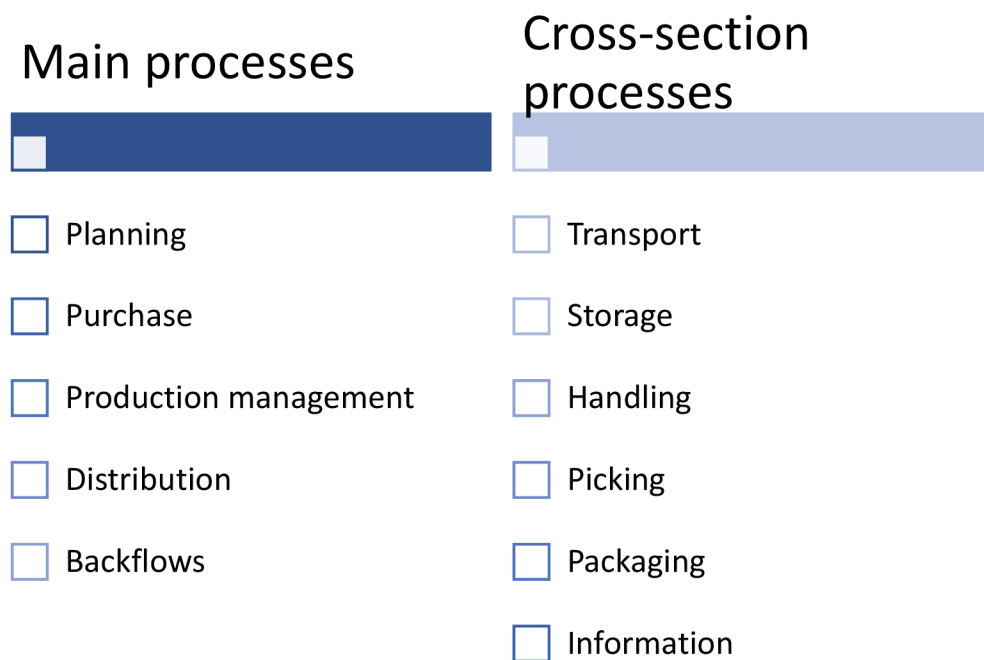 Main processes
Planning
Purchase
Production management
Distribution
Backflows
Cross-section
processes
Transport
Storage
Handling
Picking
Packaging
Information